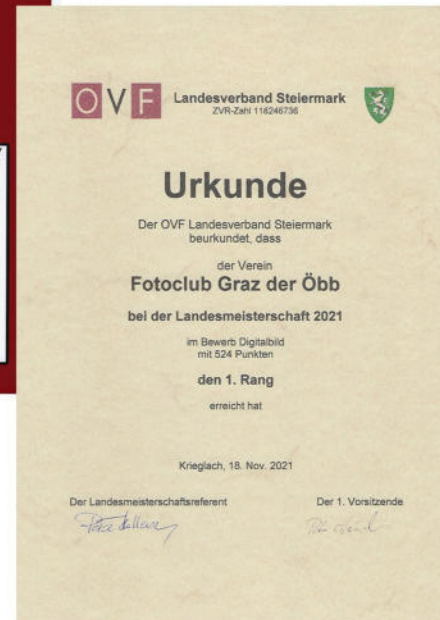 OVF
Landesverband Steiermark
ZVR-Zahl 118246736
Urkunde
Der OVF Landesverband Steiermark
beurkundet, dass
der Verein
Fotoclub Graz der Öbb
bei der Landesmeisterschaft 2021
im Bewerb Digitalbild
mit 524 Punkten
den 1. Rang
erreicht hat
Krieglach, 18. Nov. 2021
Der Landesmeisterschaftsreferent
Der 1. Vorsitzende